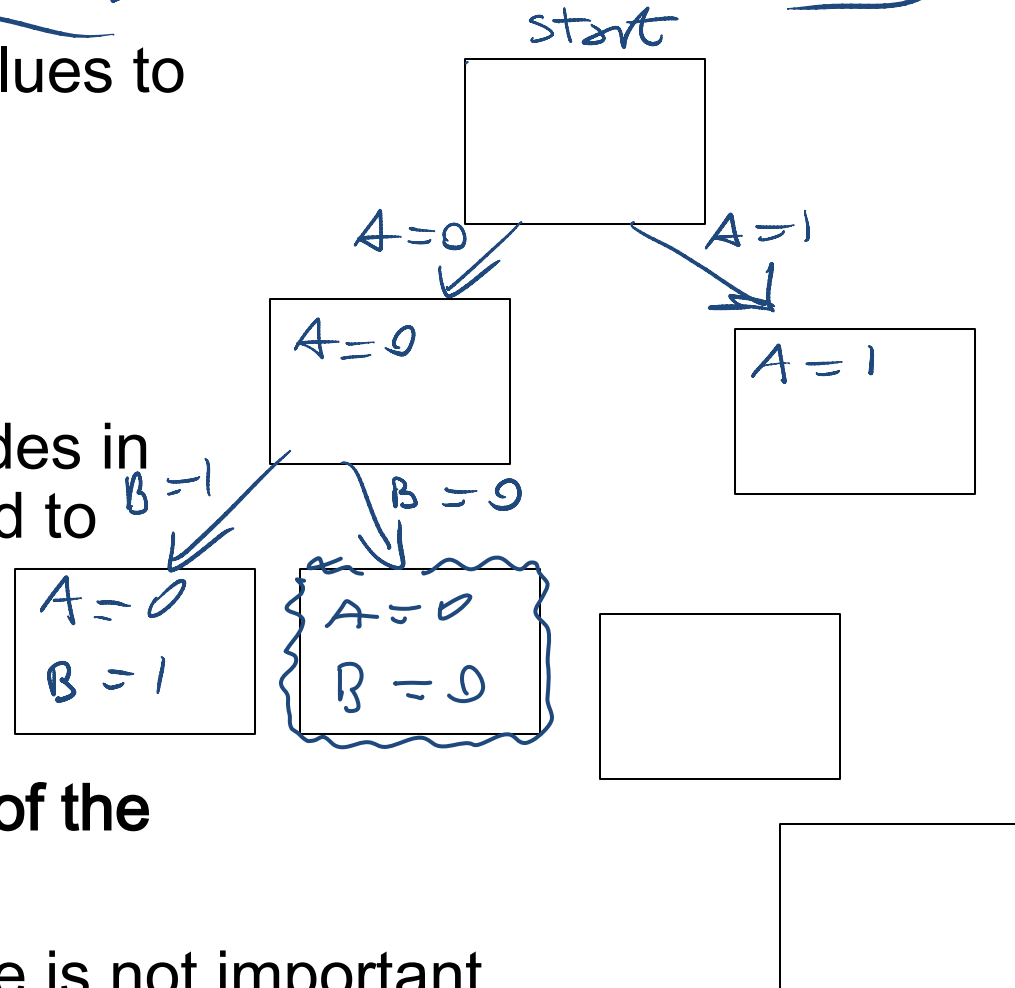 start
lues to
A=0
A=1
A=0
A=1
des in
B=1
B=0
d to
A=0
B=1
A=0
B=0
of the
e is not important